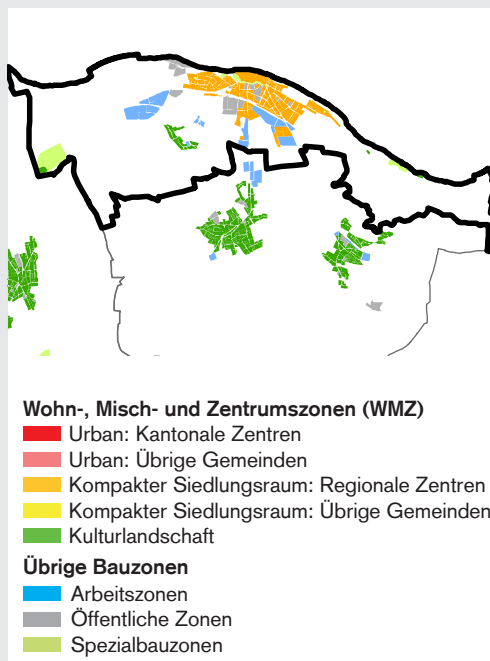 Wohn-, Misch- und Zentrumszonen (WMZ)
Urban: Kantonale Zentren
Urban: Übrige Gemeinden
Kompakter Siedlungsraum: Regionale Zentren
Kompakter Siedlungsraum: Übrige Gemeinden
Kulturlandschaft
Übrige Bauzonen
Arbeitszonen
Öffentliche Zonen
Spezialbauzonen